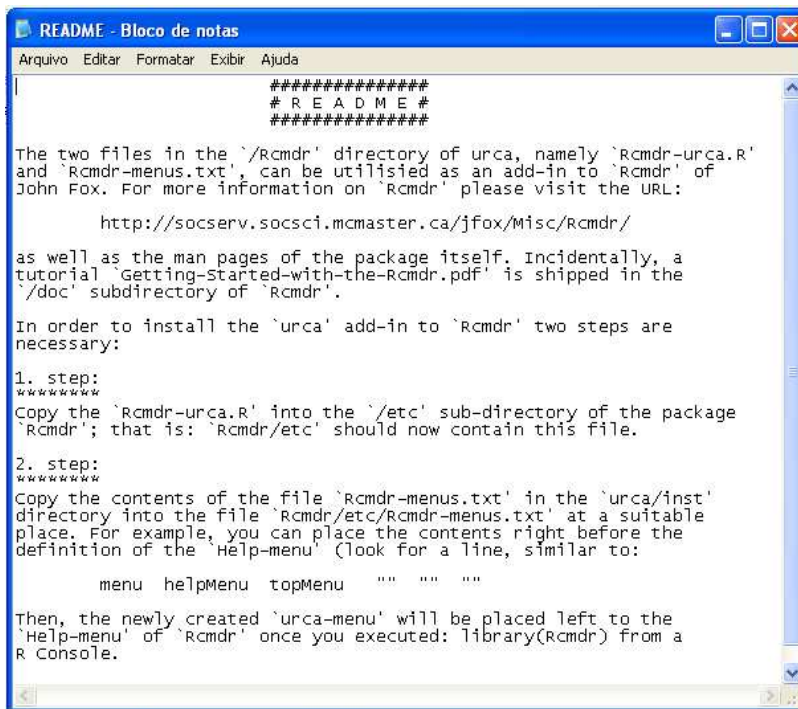 README - Bloco de notas
Arquivo Editar Formatar Exibir Ajuda
###############
# R E A D M E #
###############
The two files in the `/Rcmdr' directory of urca, namely `Rcmdr-urca.R'
and `Rcmdr-menus.txt', can be utilisied as an add-in to `Rcmdr' of
John Fox. For more information on `Rcmdr' please visit the URL:
http://socserv.socsci.mcmaster.ca/jfox/Misc/Rcmdr/
as well as the man pages of the package itself. Incidentally, a
tutorial `Getting-Started-with-the-Rcmdr.pdf' is shipped in the
`/doc' subdirectory of `Rcmdr'.
In order to install the `urca' add-in to `Rcmdr' two steps are
necessary:
1. step:
********
Copy the `Rcmdr-urca.R' into the `/etc' sub-directory of the package
`Rcmdr'; that is: `Rcmdr/etc' should now contain this file.
2. step:
********
Copy the contents of the file `Rcmdr-menus.txt' in the `urca/inst'
directory into the file `Rcmdr/etc/Rcmdr-menus.txt' at a suitable
place. For example, you can place the contents right before the
definition of the `Help-menu' (look for a line, similar to:
menu helpMenu topMenu "" "" ""
Then, the newly created `urca-menu' will be placed left to the
`Help-menu' of `Rcmdr' once you executed: library(Rcmdr) from a
R Console.